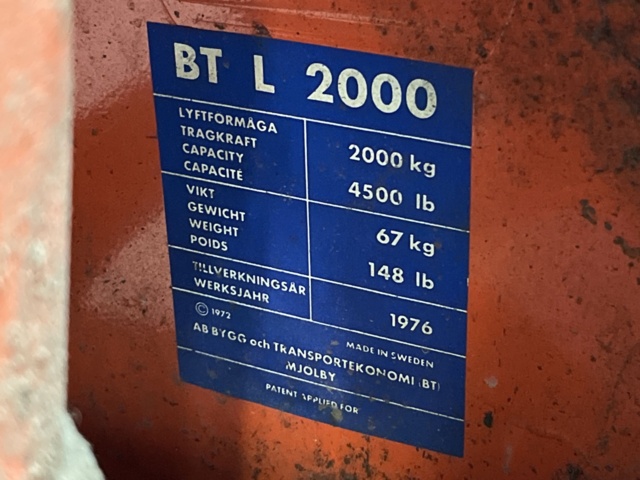 BT L 2000
LYFTFORMÅGA
TRAGKRAFT
CAPACITY
CAPACITÉ
2000 kg
4500 lb
VIKT
GEWICHT
WEIGHT
POIDS
67 kg
148 lb
TILLVERKNINGSÅR
WERKSJAHR
1976
© 1972
MADE IN SWEDEN
AB BYGG och TRANSPORTEKONOMI (BT)
MJOLBY
PATENT APPLIED FOR